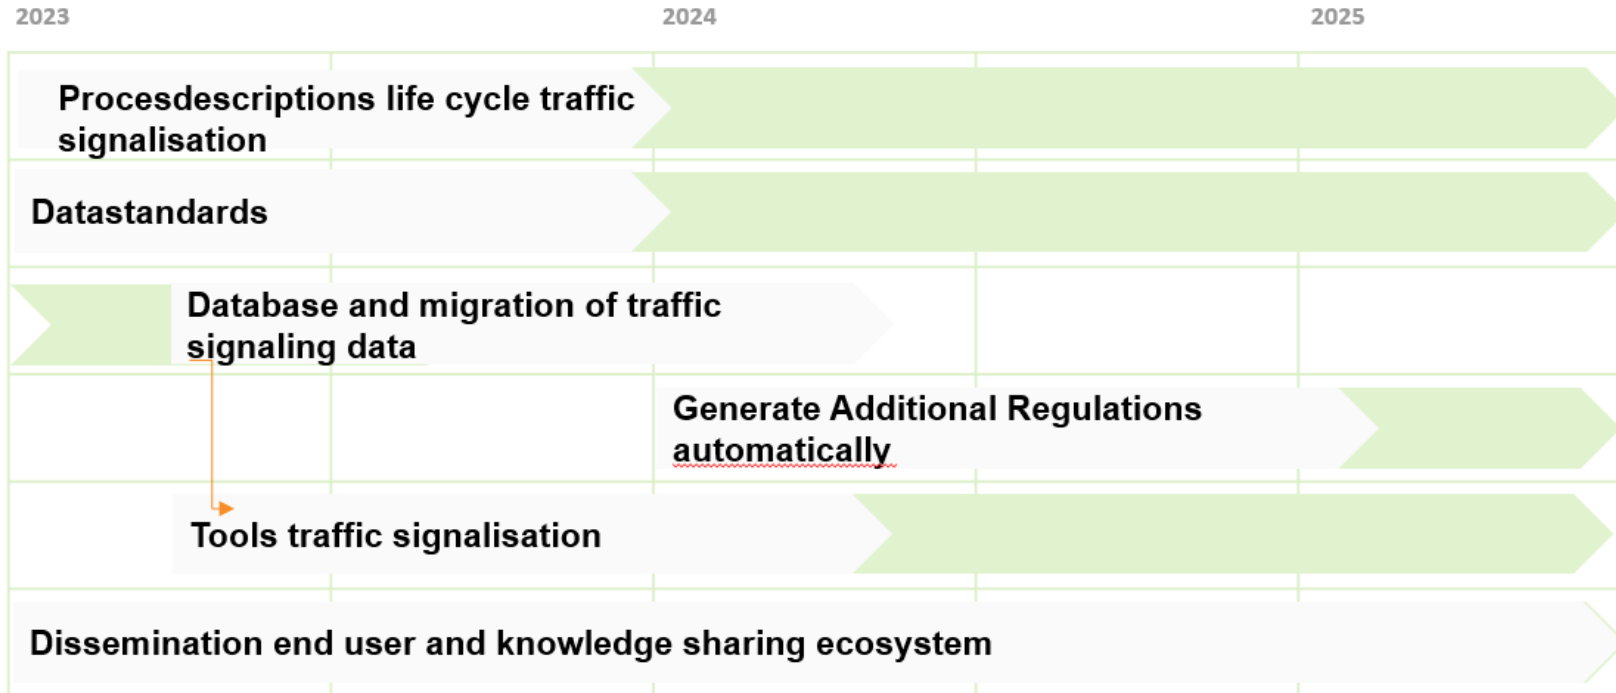 2023 2024 2025
Procesdescriptions life cycle traffic
signalisation
Datastandards
Database and migration of traffic
signaling data
Generate Additional Regulations
automatically
Tools traffic signalisation
Dissemination end user and knowledge sharing ecosystem